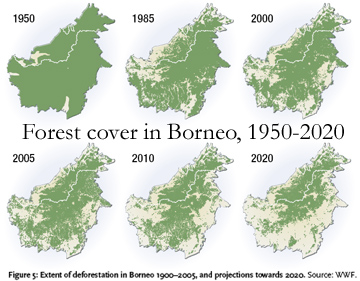 1950 1985 2000
Forest cover in Borneo, 1950-2020
2005 2010 2020
Figure 5: Extent of deforestation in Borneo 1900–2005, and projections towards 2020. Source: WWF.